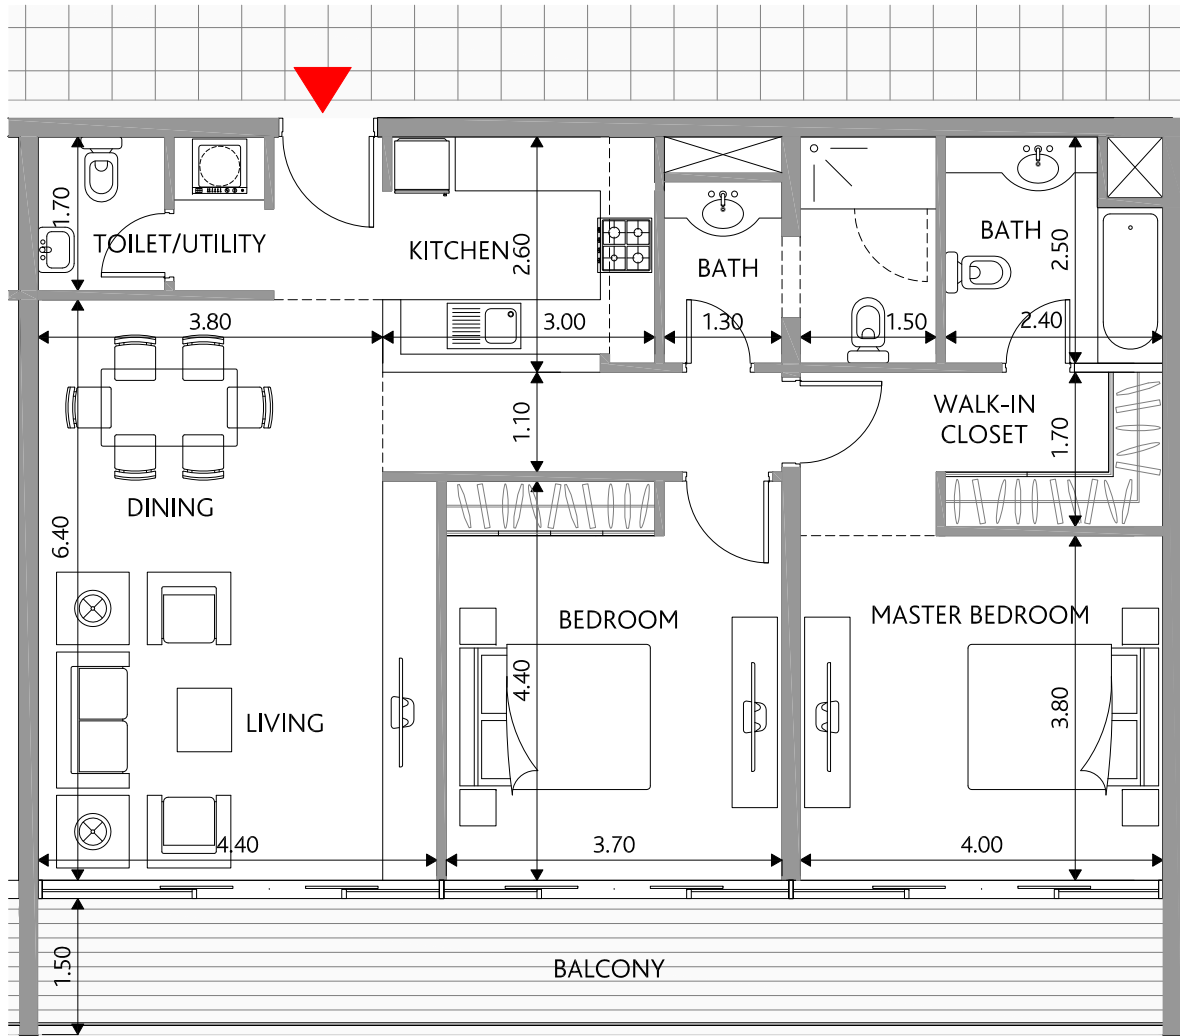 1.70
TOILET/UTILITY
KITCHEN
2.60
BATH
BATH
2.50
3.80
3.00
1.30
1.50
2.40
1.10
WALK-IN
CLOSET
1.70
DINING
6.40
BEDROOM
MASTER BEDROOM
4.40
3.80
LIVING
4.40
3.70
4.00
1.50
BALCONY